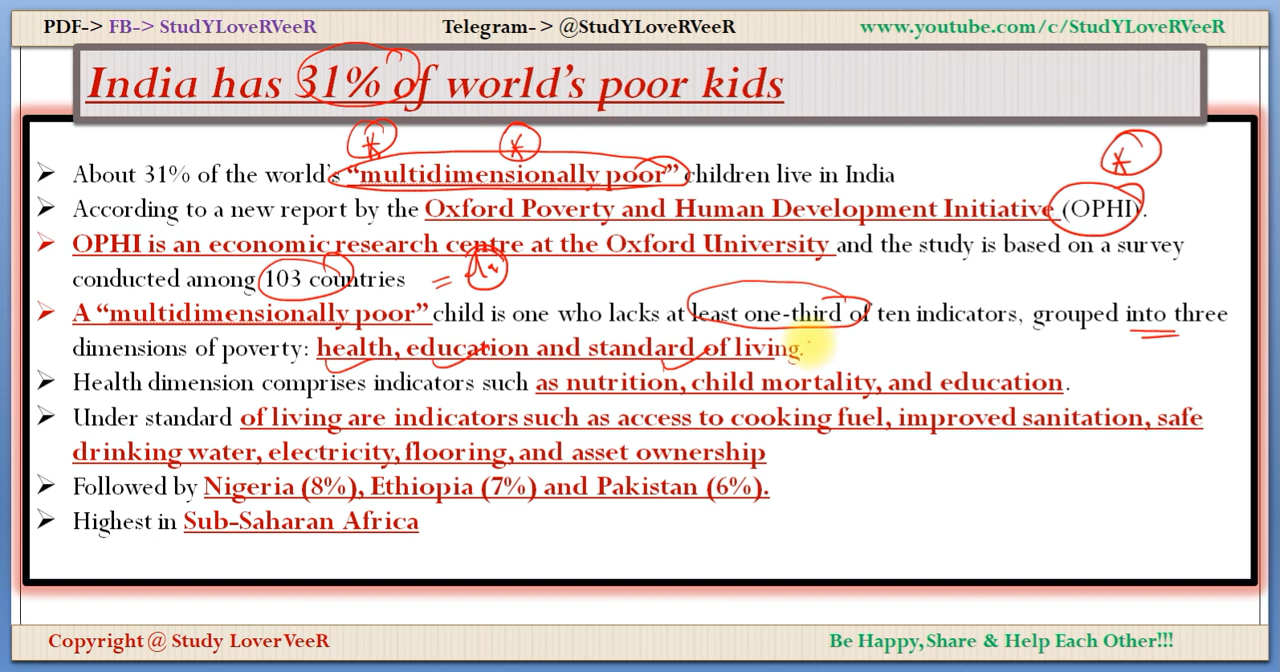 PDF-> FB-> StudYLoveRVeeR Telegram- > @StudYLoveRVeeR www.youtube.com/c/StudYLoveRVeeR
India has 31% of world's poor kids
➢ About 31% of the world's "multidimensionally poor" children live in India
➢ According to a new report by the Oxford Poverty and Human Development Initiative (OPHI).
➢ OPHI is an economic research centre at the Oxford University and the study is based on a survey
conducted among 103 countries
➢ A "multidimensionally poor" child is one who lacks at least one-third of ten indicators, grouped into three
dimensions of poverty: health, education and standard of living.
➢ Health dimension comprises indicators such as nutrition, child mortality, and education.
➢ Under standard of living are indicators such as access to cooking fuel, improved sanitation, safe
drinking water, electricity, flooring, and asset ownership
➢ Followed by Nigeria (8%), Ethiopia (7%) and Pakistan (6%).
➢ Highest in Sub-Saharan Africa
Copyright @ Study LoverVeeR Be Happy, Share & Help Each Other!!!